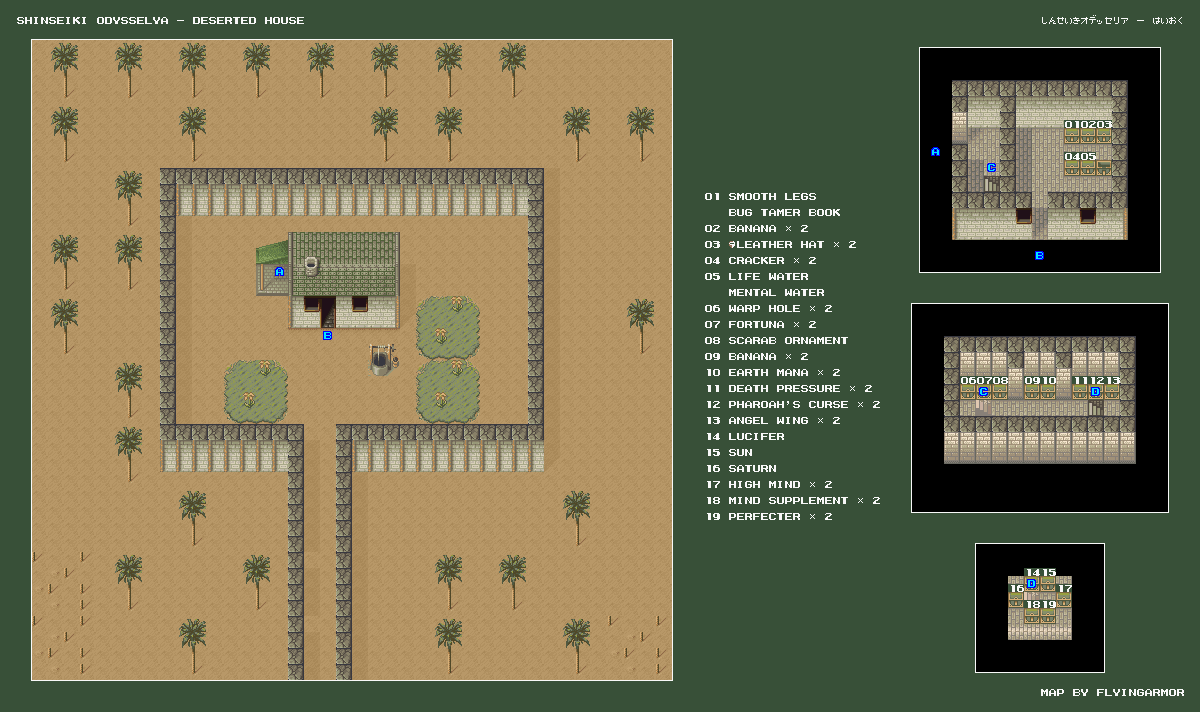 SHINSEIKI ODYSSELYA - DESERTED HOUSE
しんせいきオデッセリア － はいおく
A
B
01 SMOOTH LEGS
BUG TAMER BOOK
02 BANANA × 2
03 LEATHER HAT × 2
04 CRACKER × 2
05 LIFE WATER
MENTAL WATER
06 WARP HOLE × 2
07 FORTUNA × 2
08 SCARAB ORNAMENT
09 BANANA × 2
10 EARTH MANA × 2
11 DEATH PRESSURE × 2
12 PHAROAH'S CURSE × 2
13 ANGEL WING × 2
14 LUCIFER
15 SUN
16 SATURN
17 HIGH MIND × 2
18 MIND SUPPLEMENT × 2
19 PERFECTER × 2
010203
A
0405
C
B
060708 0910 111213
C D
1415
D
16 17
1819
MAP BY FLYINGARMOR